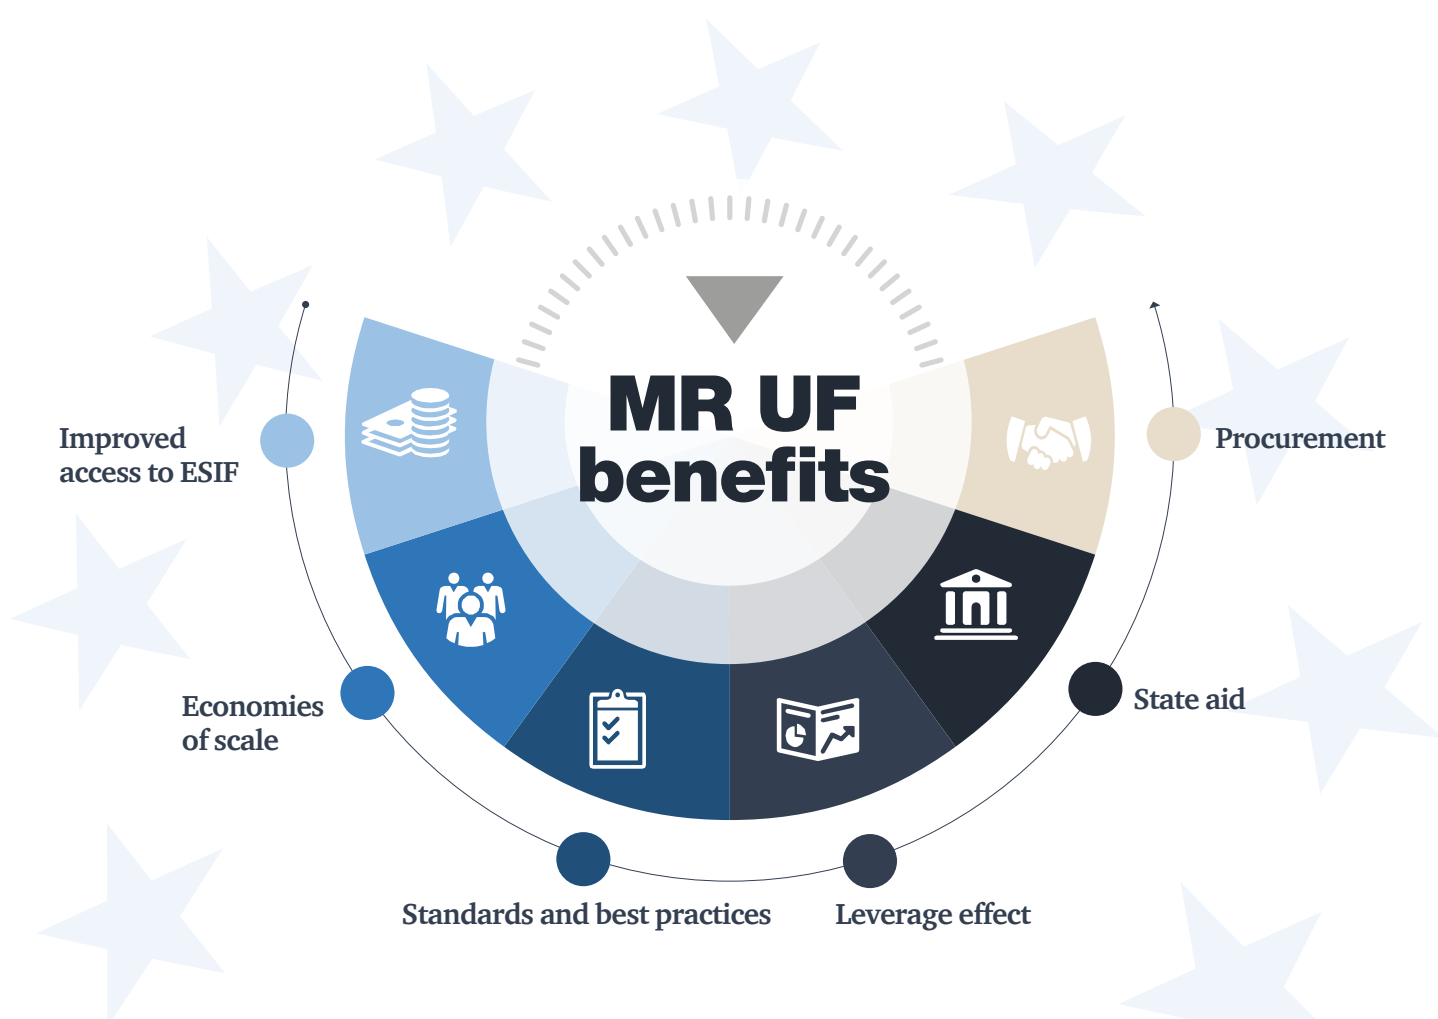 MR UF
benefits
Improved
access to ESIF
Economies
of scale
Standards and best practices
Leverage effect
State aid
Procurement